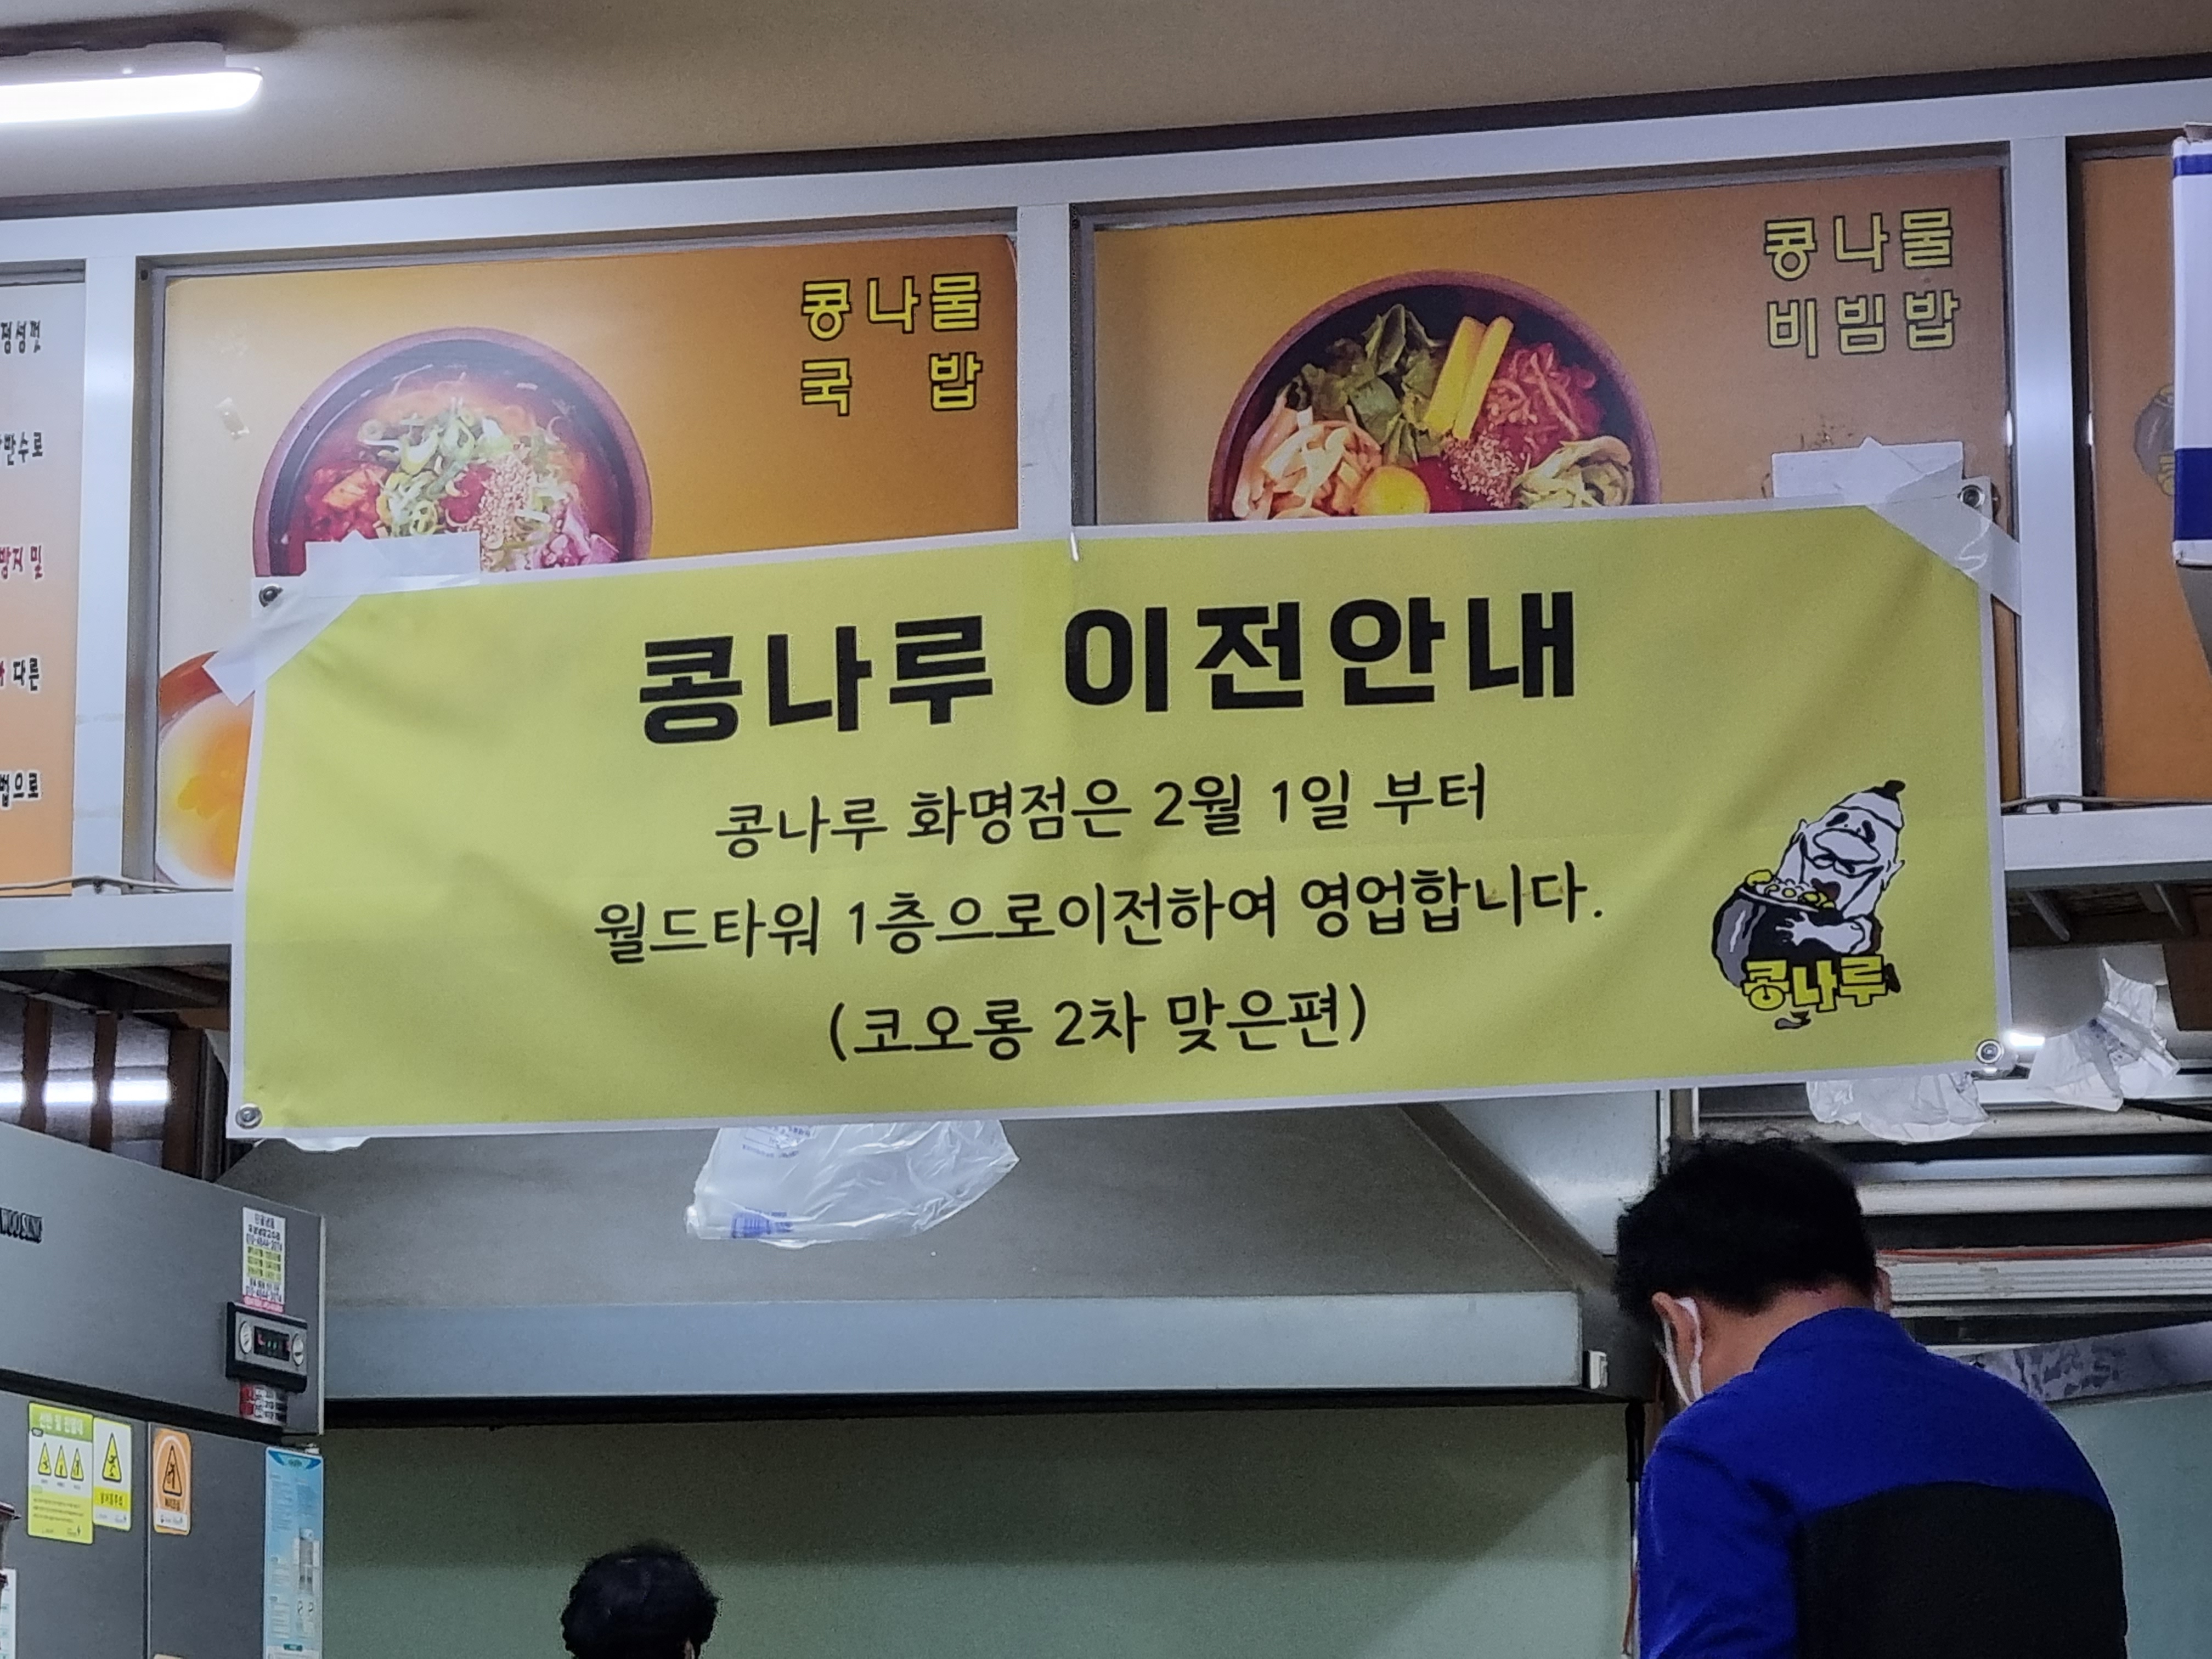 콩나물
국 밥
콩나물
비빔밥
다른
콩나루 이전안내
콩나루 화명점은 2월 1일 부터
월드타워 1층으로이전하여 영업합니다.
(코오롱 2차 맞은편)
콩나루
WOOSUNG